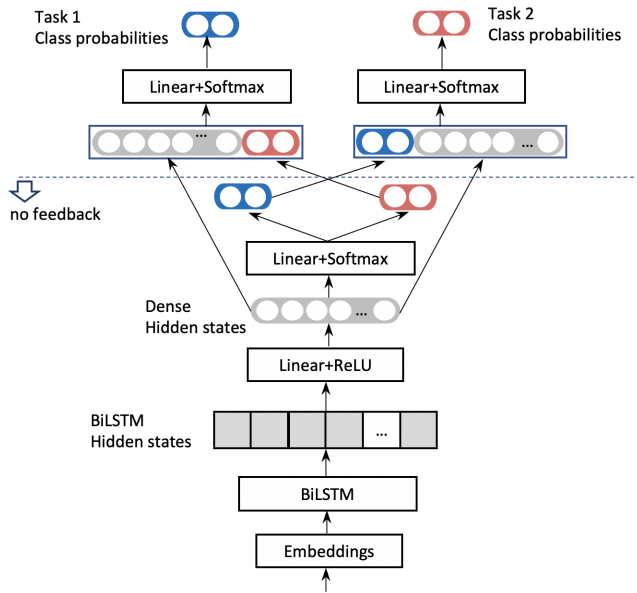 Task 1
Class probabilities
Task 2
Class probabilities
Linear+Softmax
Linear+Softmax
...
...
no feedback
Linear+Softmax
Dense
Hidden states
...
Linear+ReLU
BiLSTM
Hidden states
...
BiLSTM
Embeddings